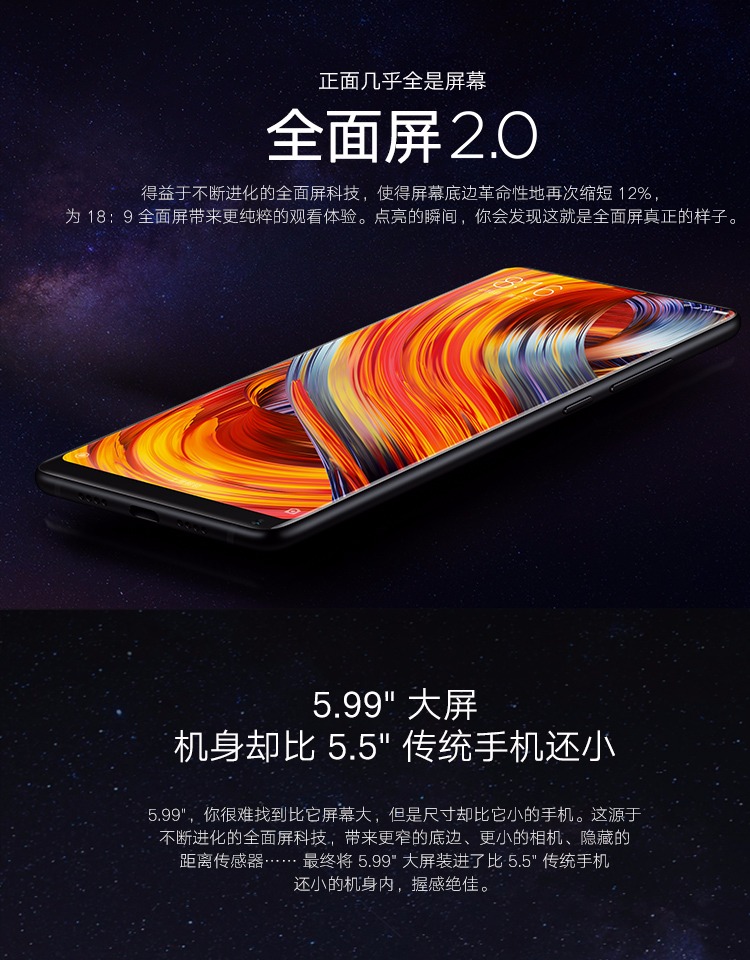 正面几乎全是屏幕
全面屏2.0
得益于不断进化的全面屏科技，使得屏幕底边革命性地再次缩短 12%，
为 18：9 全面屏带来更纯粹的观看体验。点亮的瞬间，你会发现这就是全面屏真正的样子。
8:16
5.99" 大屏
机身却比 5.5" 传统手机还小
5.99"，你很难找到比它屏幕大，但是尺寸却比它小的手机。这源于
不断进化的全面屏科技，带来更窄的底边、更小的相机、隐藏的
距离传感器…… 最终将 5.99" 大屏装进了比 5.5" 传统手机
还小的机身内，握感绝佳。